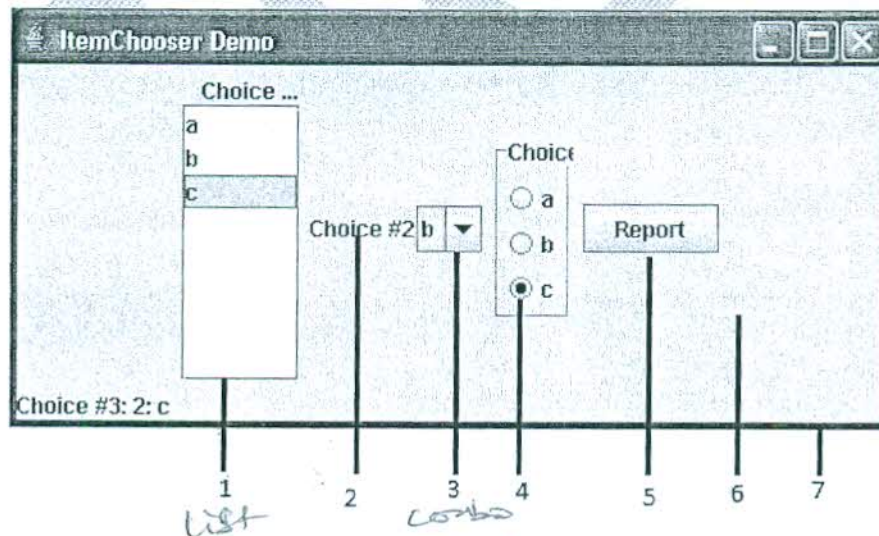 ItemChooser Demo
Choice ...
a
b
c
Choice #2 b
Choice
a
b
c
Report
Choice #3: 2: c
1 2 3 4 5 6 7
List combo